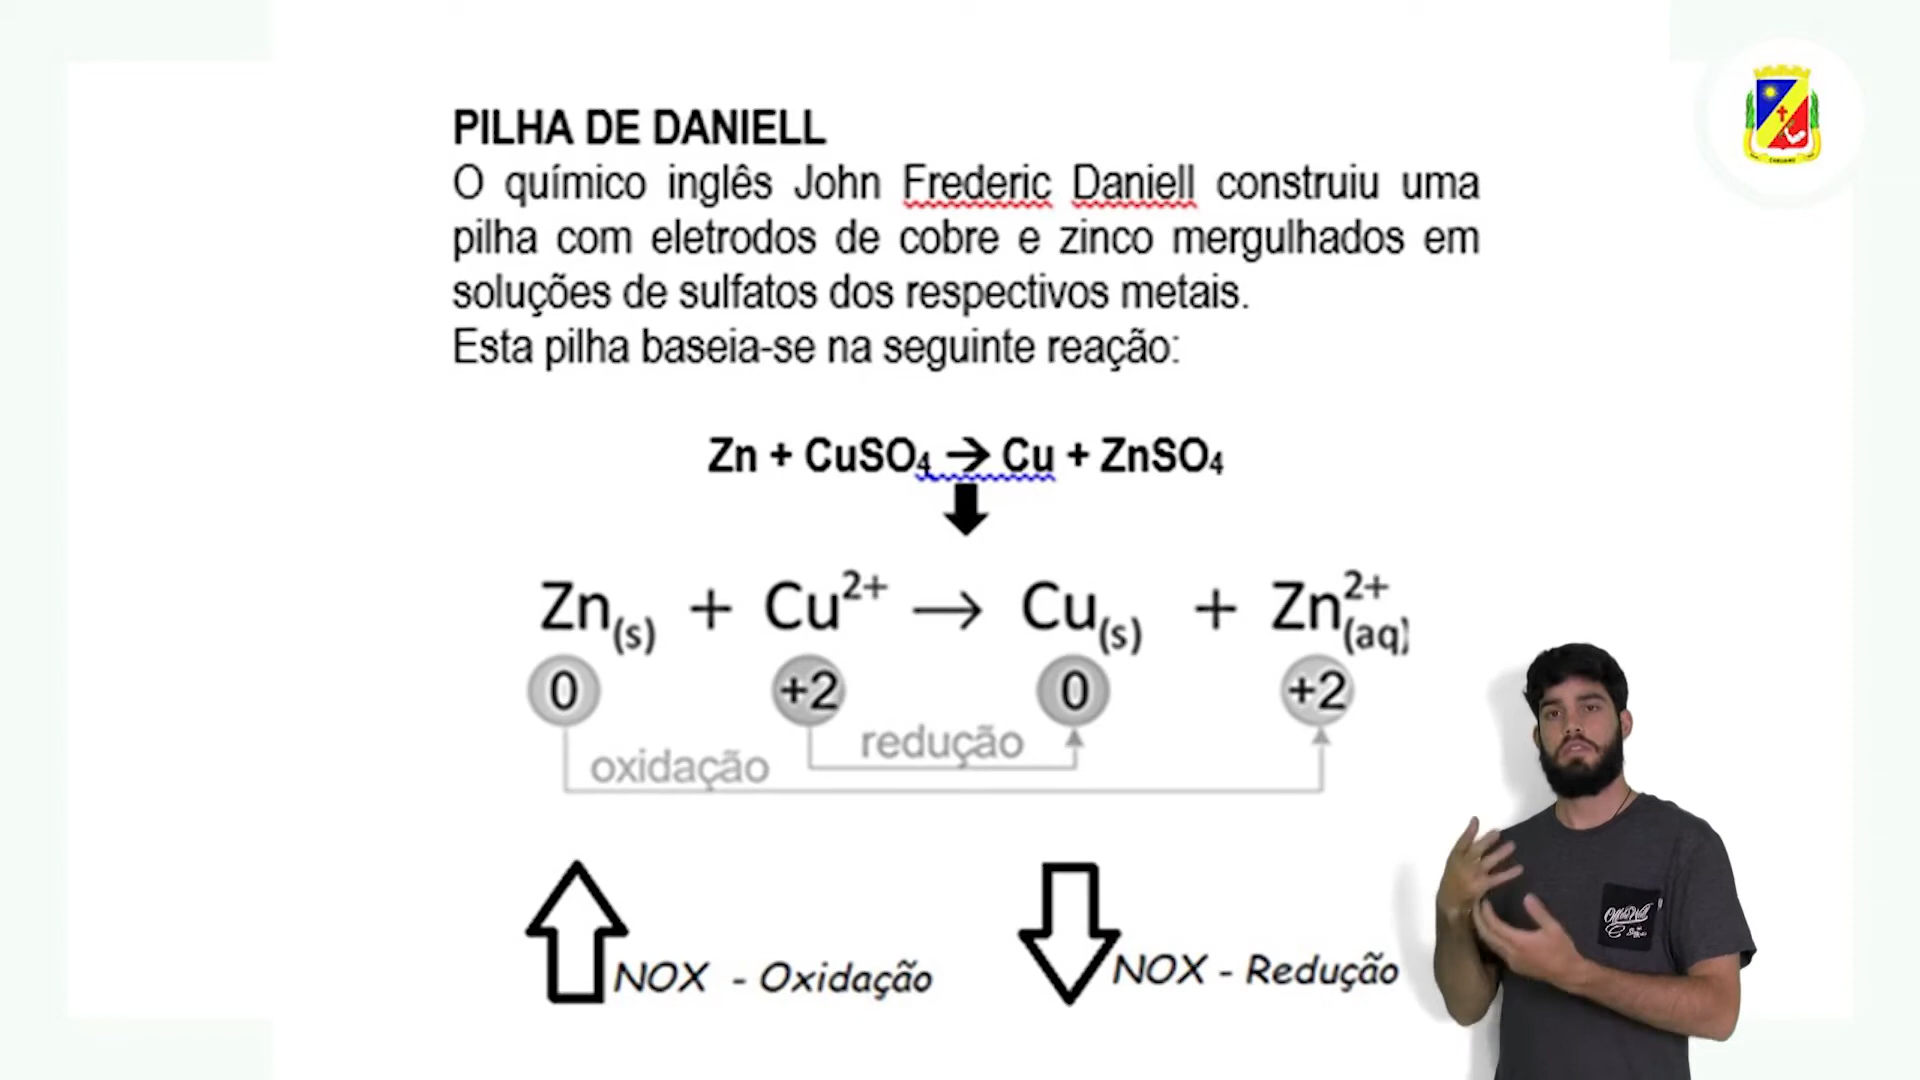 PILHA DE DANIELL
O químico inglês John Frederic Daniell construiu uma
pilha com eletrodos de cobre e zinco mergulhados em
soluções de sulfatos dos respectivos metais.
Esta pilha baseia-se na seguinte reação:
Zn + CuSO₄ → Cu + ZnSO₄
Zn(s) + Cu²⁺ → Cu(s) + Zn²⁺(aq)
0 +2 0 +2
redução
oxidação
NOX - Oxidação
NOX - Redução